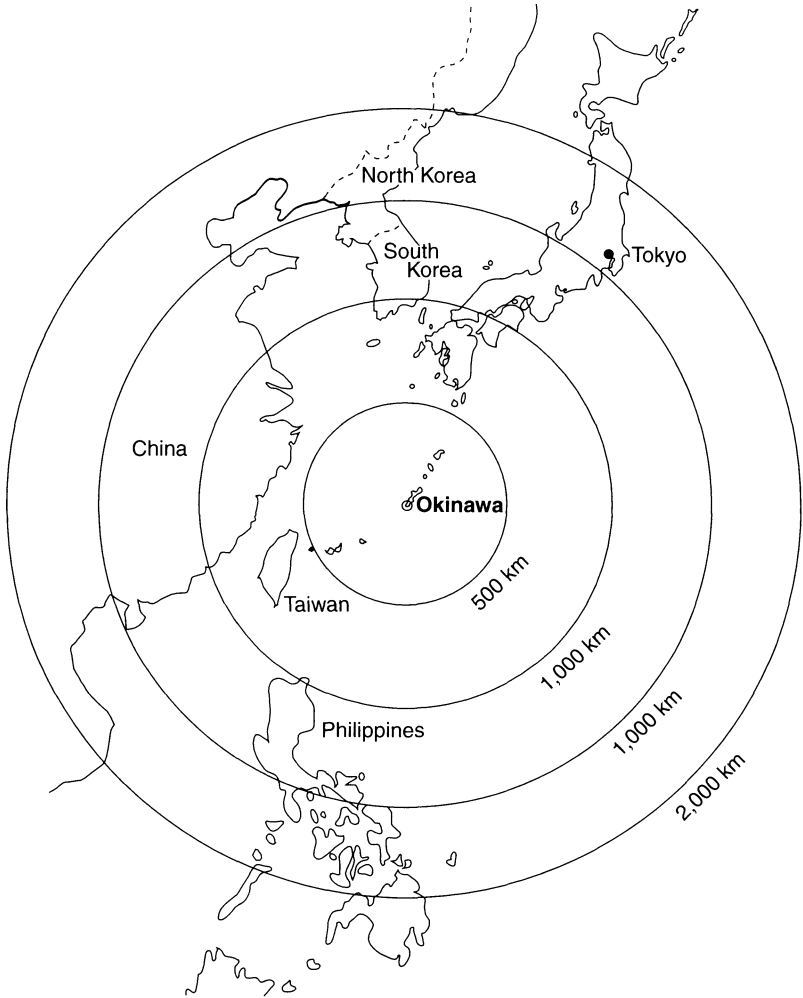 North Korea
South
Korea
Tokyo
China
Okinawa
500 km
Taiwan
1,000 km
Philippines
1,000 km
2,000 km